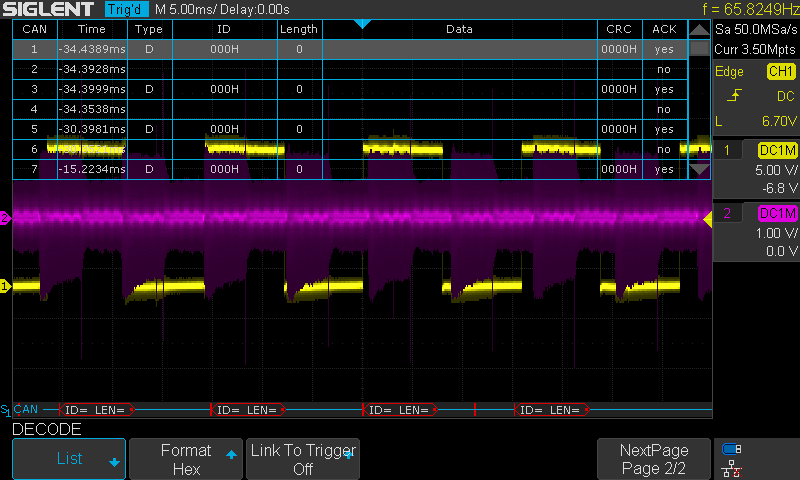 SIGLENT Trig'd M 5.00ms/ Delay:0.00s f = 65.8249Hz
Sa 50.0MSa/s
Curr 3.50Mpts
CAN Time Type ID Length Data CRC ACK
1 -34.4389ms D 000H 0 0000H yes
2 -34.3928ms no
3 -34.3999ms D 000H 0 0000H yes
4 -34.3538ms no
5 -30.3981ms D 000H 0 0000H yes
6 no
7 -15.2234ms D 000H 0 0000H yes
Edge CH1
DC
L 6.70V
1 DC1M
5.00 V/
-6.8 V
2 DC1M
1.00 V/
0.0 V
2
1
S1 CAN ID= LEN= ID= LEN= ID= LEN= ID= LEN=
DECODE
List
Format
Hex
Link To Trigger
Off
NextPage
Page 2/2